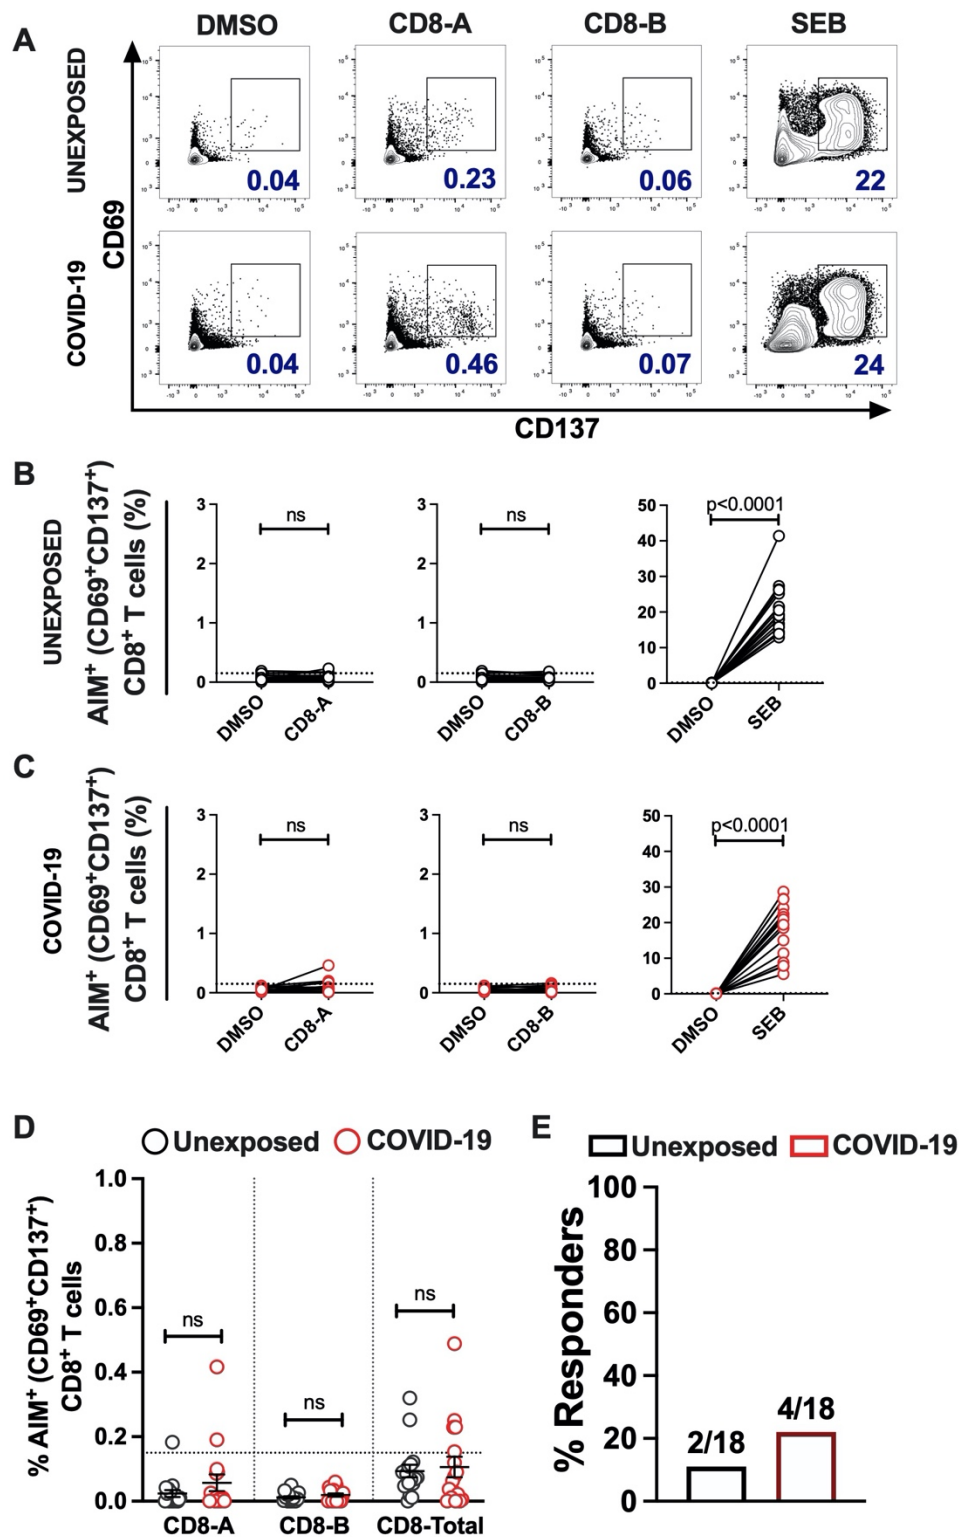 A
DMSO CD8-A CD8-B SEB
UNEXPOSED
0.04 0.23 0.06 22
COVID-19
0.04 0.46 0.07 24
CD69
CD137
B
UNEXPOSED
AIM⁺ (CD69⁺CD137⁺)
CD8⁺ T cells (%)
3 2 1 0
ns
DMSO CD8-A
3 2 1 0
ns
DMSO CD8-B
50 40 30 20 10 0
p<0.0001
DMSO SEB
C
COVID-19
AIM⁺ (CD69⁺CD137⁺)
CD8⁺ T cells (%)
3 2 1 0
ns
DMSO CD8-A
3 2 1 0
ns
DMSO CD8-B
50 40 30 20 10 0
p<0.0001
DMSO SEB
D
Unexposed COVID-19
% AIM⁺ (CD69⁺CD137⁺)
CD8⁺ T cells
1.0
0.8
0.6
0.4
0.2
0.0
ns ns ns
CD8-A CD8-B CD8-Total
E
Unexposed COVID-19
% Responders
100
80
60
40
20
0
2/18 4/18